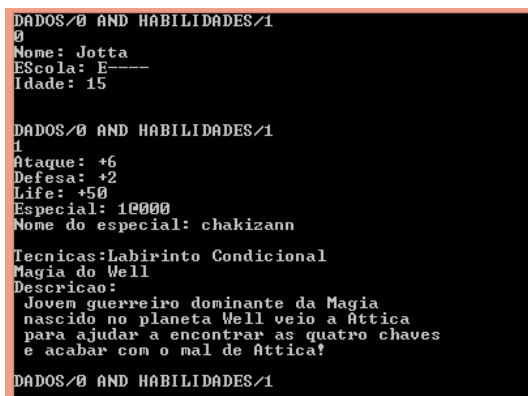 DADOS/0 AND HABILIDADES/1
0
Nome: Jotta
EScola: E----
Idade: 15
DADOS/0 AND HABILIDADES/1
1
Ataque: +6
Defesa: +2
Life: +50
Especial: 10000
Nome do especial: chakizann
Tecnicas:Labirinto Condicional
Magia do Well
Descricao:
Jovem guerreiro dominante da Magia
nascido no planeta Well veio a Attica
para ajudar a encontrar as quatro chaves
e acabar com o mal de Attica!
DADOS/0 AND HABILIDADES/1